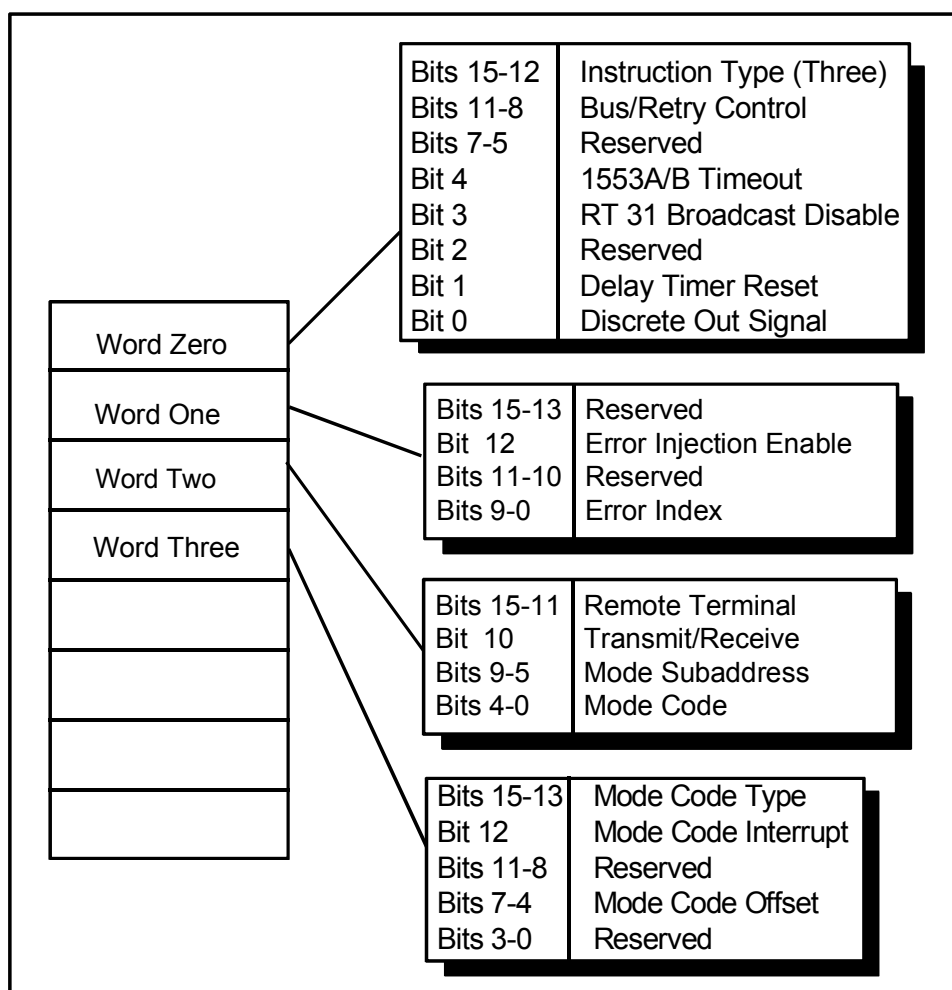 Bits 15-12 Instruction Type (Three)
Bits 11-8 Bus/Retry Control
Bits 7-5 Reserved
Bit 4 1553A/B Timeout
Bit 3 RT 31 Broadcast Disable
Bit 2 Reserved
Bit 1 Delay Timer Reset
Bit 0 Discrete Out Signal
Word Zero
Word One
Word Two
Word Three
Bits 15-13 Reserved
Bit 12 Error Injection Enable
Bits 11-10 Reserved
Bits 9-0 Error Index
Bits 15-11 Remote Terminal
Bit 10 Transmit/Receive
Bits 9-5 Mode Subaddress
Bits 4-0 Mode Code
Bits 15-13 Mode Code Type
Bit 12 Mode Code Interrupt
Bits 11-8 Reserved
Bits 7-4 Mode Code Offset
Bits 3-0 Reserved